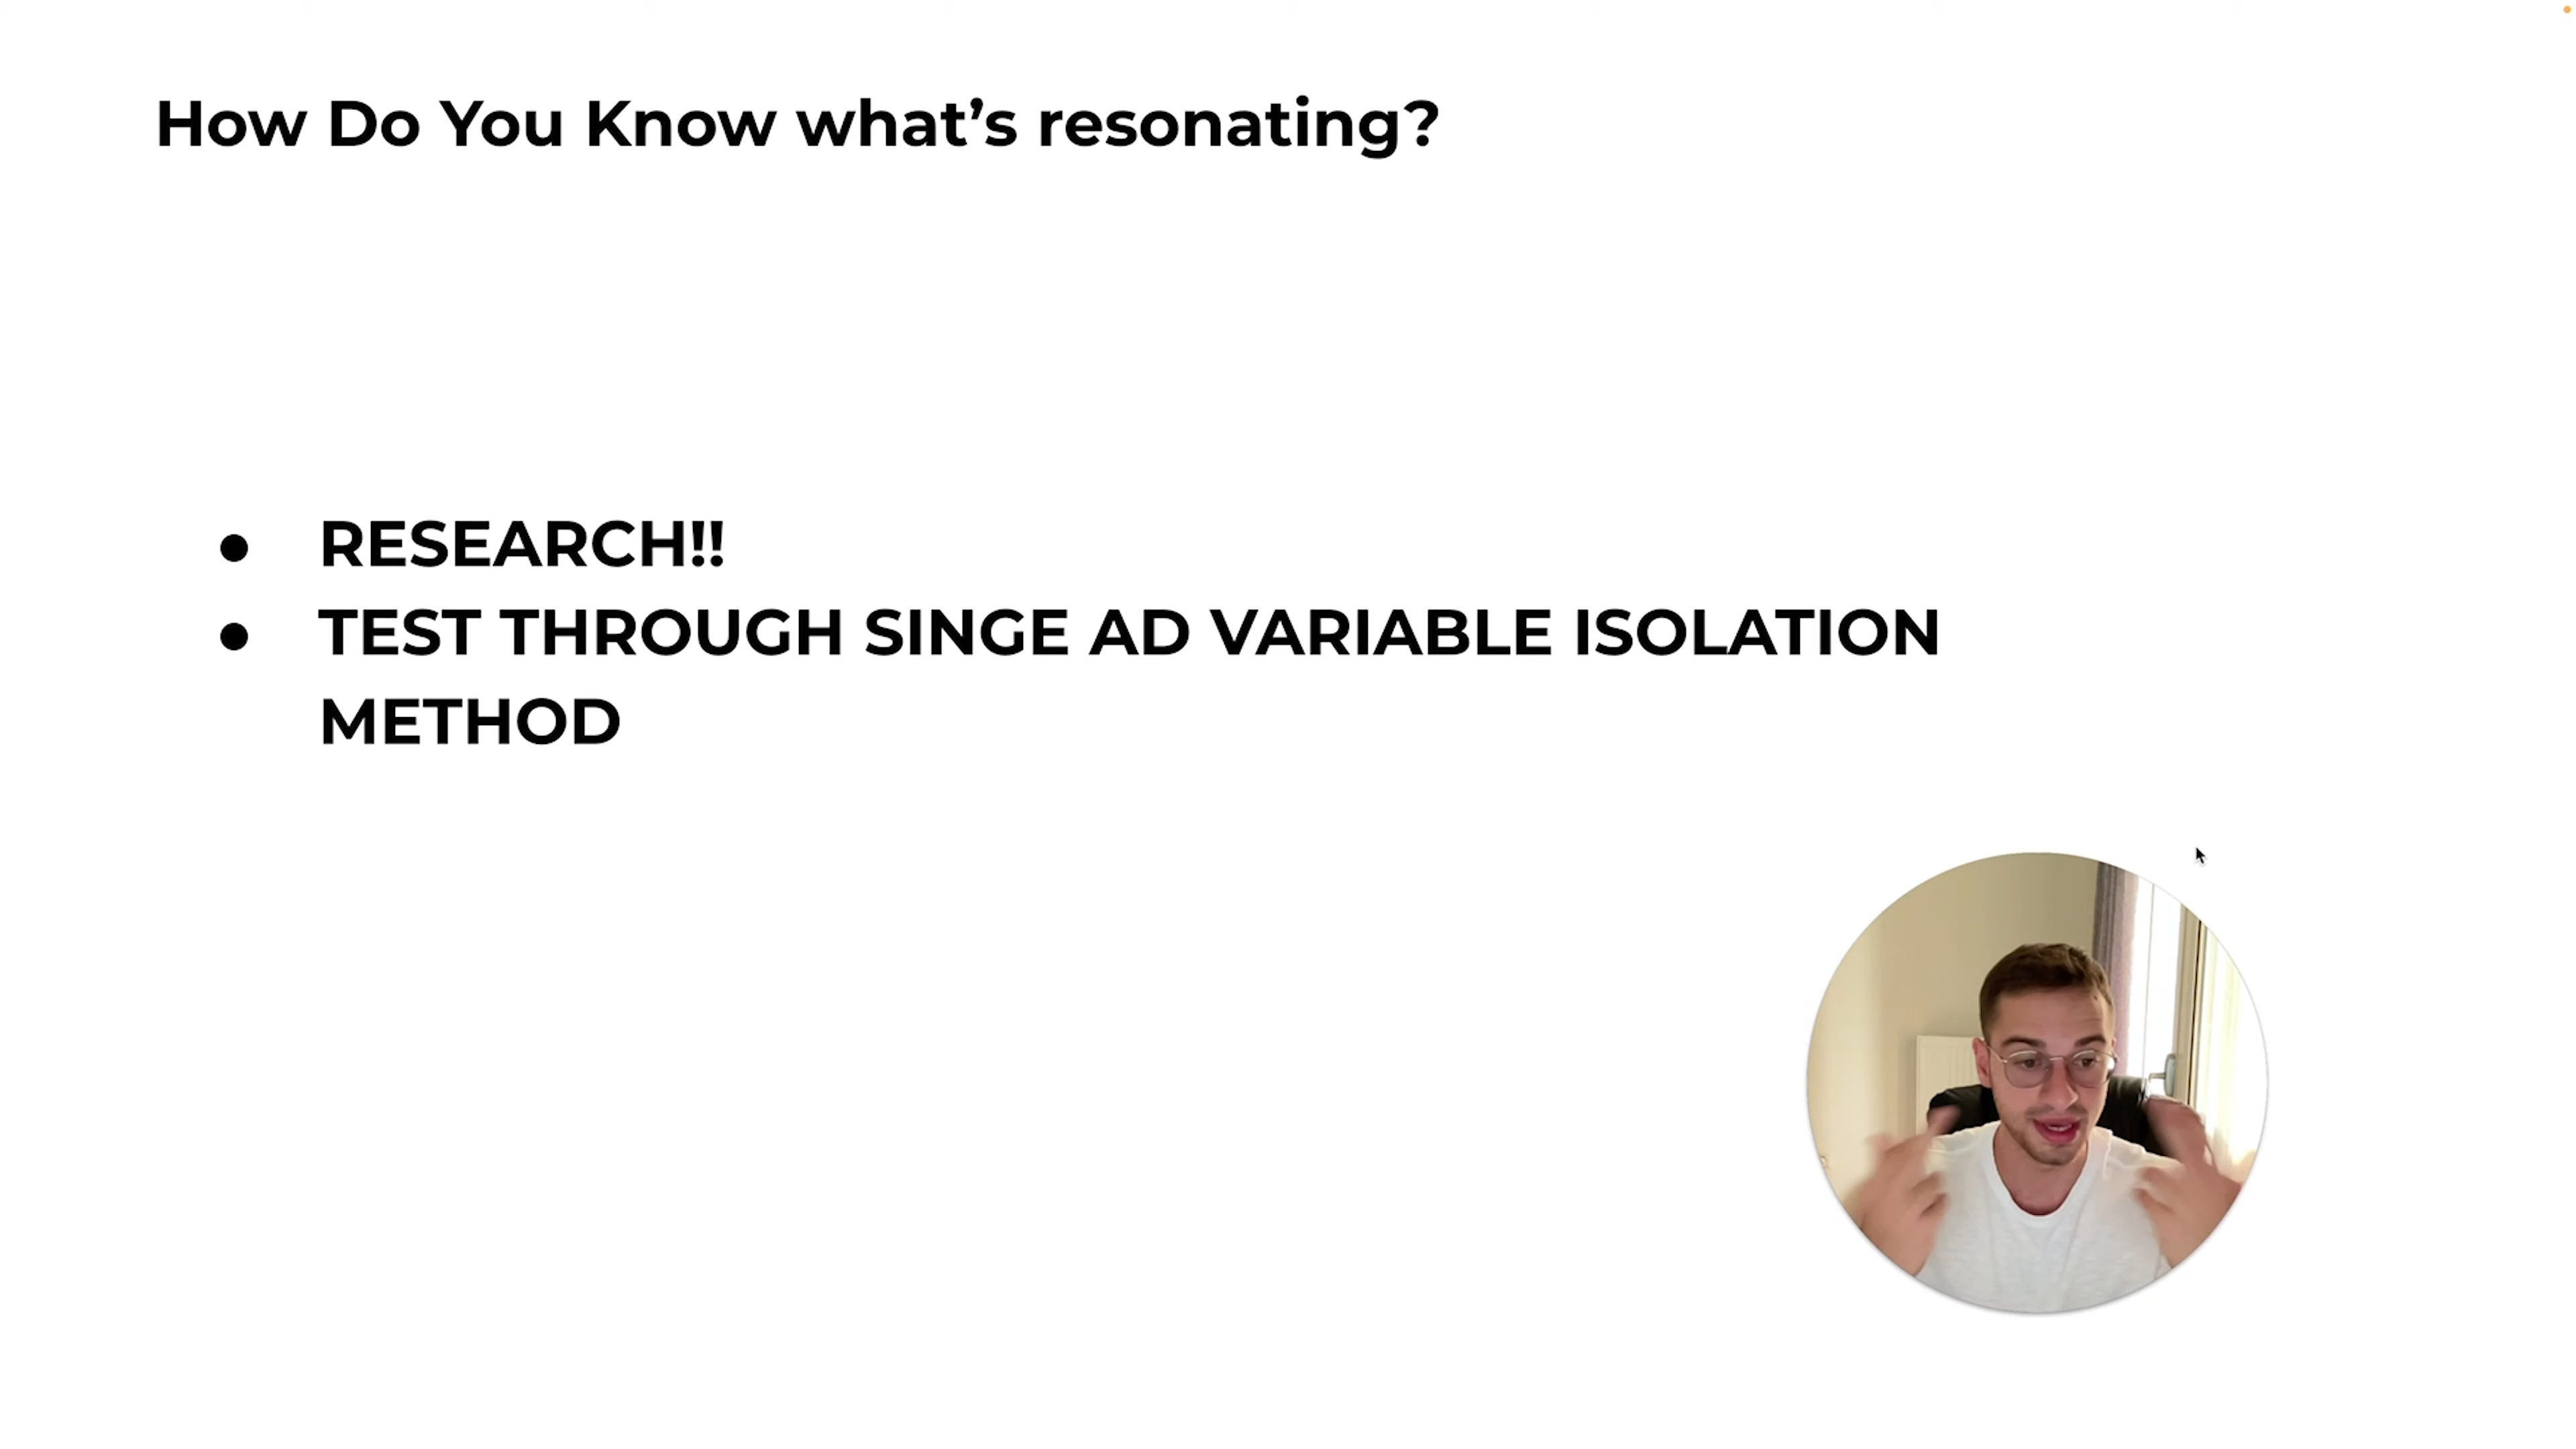 How Do You Know what’s resonating?
● RESEARCH!!
● TEST THROUGH SINGE AD VARIABLE ISOLATION
METHOD